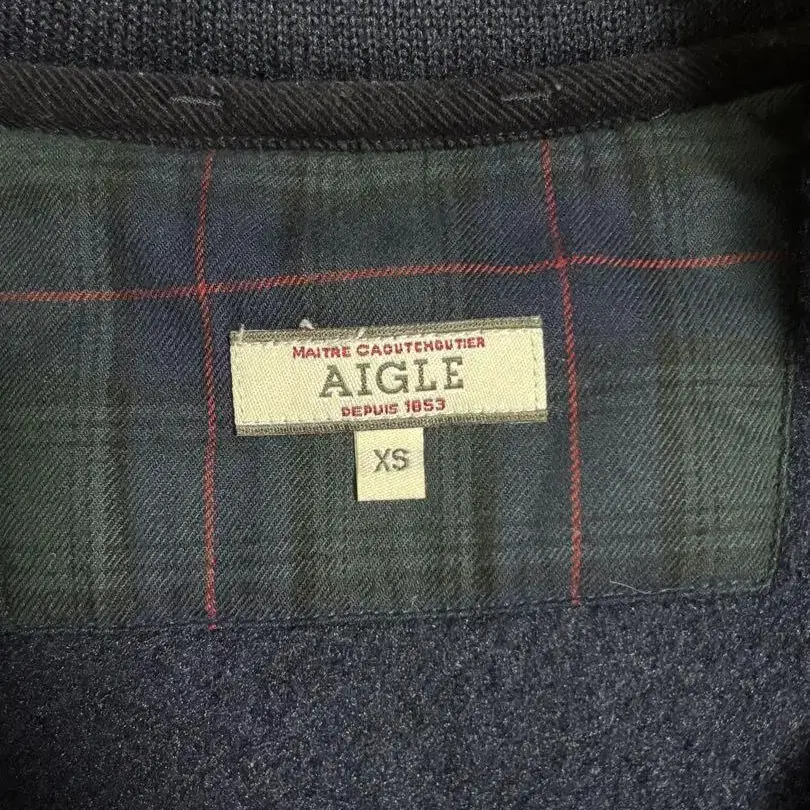 MAITRE CAOUTCHOUTIER
AIGLE
DEPUIS 1853
XS